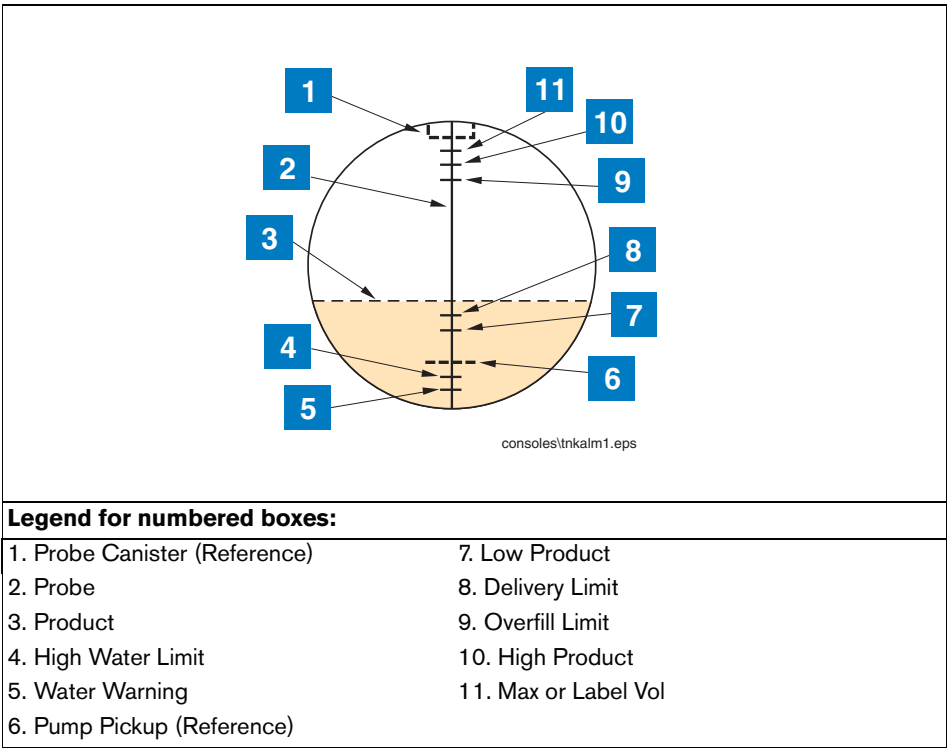 1
11
10
2
9
3
8
7
4
6
5
consoles\tnkalm1.eps
Legend for numbered boxes:
1. Probe Canister (Reference)
2. Probe
3. Product
4. High Water Limit
5. Water Warning
6. Pump Pickup (Reference)
7. Low Product
8. Delivery Limit
9. Overfill Limit
10. High Product
11. Max or Label Vol